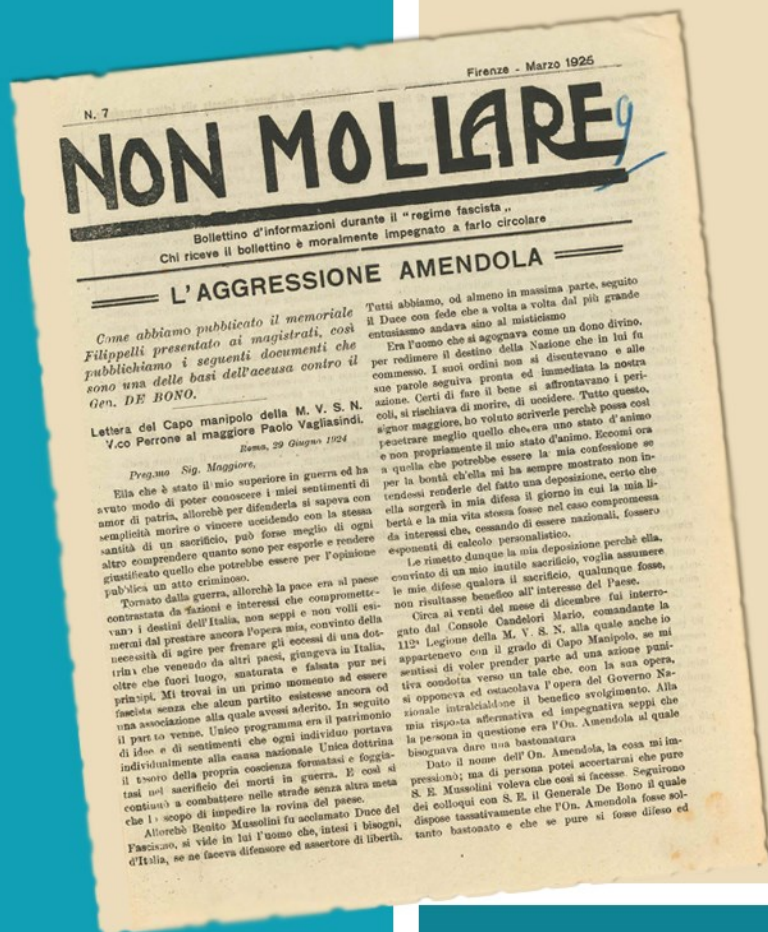 Firenze - Marzo 1925
N. 7
NON MOLLARE
9
Bollettino d'informazioni durante il "regime fascista „
Chi riceve il bollettino è moralmente impegnato a farlo circolare
L'AGGRESSIONE AMENDOLA
Come abbiamo pubbticato il memoriale
Filippelli presentato ai magistrati, così
pubblichiamo i seguenti documenti che
sono una delle basi dell'aceusa contro il
Gen. DE BONO.
Lettera del Capo manipolo della M. V. S. N.
V.co Perrone al maggiore Paolo Vagliasindi.
Roma, 29 Giugno 1924
Preg.mo Sig. Maggiore,
Ella che è stato il mio superiore in guerra ed ha
avuto modo di poter conoscere i miei sentimenti di
amor di patria, allorchè per difenderla si sapeva con
semplicità morire o vincere uccidendo con la stessa
santità di un sacrificio, può forse meglio di ogni
altro comprendere quanto sono per esporle e rendere
giustificato quello che potrebbe essere per l'opinione
pubblica un atto criminoso.
Tornato dalla guerra, allorchè la pace era al paese
contrastata da fazioni e interessi che compromette-
vano i destini dell'Italia, non seppi e non volli esi-
mermi dal prestare ancora l'opera mia, convinto della
necessità di agire per frenare gli eccessi di una dot-
trina che venendo da altri paesi, giungeva in Italia,
oltre che fuori luogo, snaturata e falsata pur nei
principi. Mi trovai in un primo momento ad essere
fascista senza che alcun partito esistesse ancora od
una associazione alla quale avessi aderito. In seguito
il partito venne. Unico programma era il patrimonio
di idee e di sentimenti che ogni individuo portava
individualmente alla causa nazionale Unica dottrina
il tesoro della propria coscienza formatasi e foggia-
tasi nel sacrificio dei morti in guerra. E così si
continuò a combattere nelle strade senza altra meta
che lo scopo di impedire la rovina del paese.
Allorchè Benito Mussolini fu acclamato Duce del
Fascismo, si vide in lui l'uomo che, intesi i bisogni,
d'Italia, se ne faceva difensore ed assertore di libertà.
Tutti abbiamo, od almeno in massima parte, seguito
il Duce con fede che a volta a volta dal più grande
entusiasmo andava sino al misticismo
Era l'uomo che si agognava come un dono divino,
per redimere il destino della Nazione che in lui fu
commesso. I suoi ordini non si discutevano e alle
sue parole seguiva pronta ed immediata la nostra
azione. Certi di fare il bene si affrontavano i peri-
coli, si rischiava di morire, di uccidere. Tutto questo,
signor maggiore, ho voluto scriverle perchè possa così
penetrare meglio quello che era uno stato d'animo
e non propriamente il mio stato d'animo. Eccomi ora
a quella che potrebbe essere la mia confessione se
per la bontà ch'ella mi ha sempre mostrato non in-
tendessi renderle del fatto una deposizione, certo che
ella sorgerà in mia difesa il giorno in cui la mia li-
bertà e la mia vita stessa fosse nel caso compromessa
da interessi che, cessando di essere nazionali, fossero
esponenti di calcolo personalistico.
Le rimetto dunque la mia deposizione perchè ella,
convinto di un mio inutile sacrificio, voglia assumere
le mie difese qualora il sacrificio, qualunque fosse,
non risultasse benefico all'interesse del Paese.
Circa ai venti del mese di dicembre fui interro-
gato dal Console Candelori Mario, comandante la
112ª Legione della M. V. S. N. alla quale anche io
appartenevo con il grado di Capo Manipolo, se mi
sentissi di voler prender parte ad una azione puni-
tiva condotta verso un tale che, con la sua opera,
si opponeva ed ostacolava l'opera del Governo Na-
zionale intralciandone il benefico svolgimento. Alla
mia risposta affermativa ed impegnativa seppi che
la persona in questione era l'On. Amendola al quale
bisognava dare una bastonatura
Dato il nome dell' On. Amendola, la cosa mi im-
pressionò; ma di persona potei accertarmi che pure
S. E. Mussolini voleva che così si facesse. Seguirono
dei colloqui con S. E. il Generale De Bono il quale
dispose tassativamente che l'On. Amendola fosse sol-
tanto bastonato e che se pure si fosse difeso ed